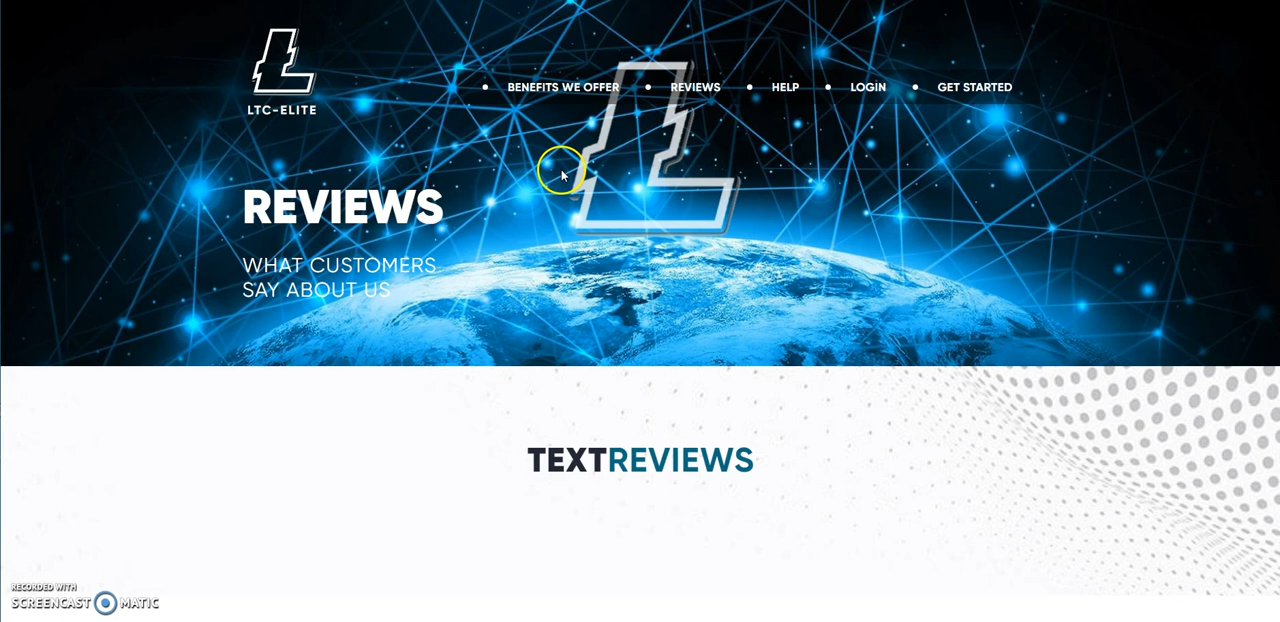 LTC-ELITE
BENEFITS WE OFFER
REVIEWS
HELP
LOGIN
GET STARTED
REVIEWS
WHAT CUSTOMERS
SAY ABOUT US
TEXTREVIEWS
RECORDED WITH
SCREENCAST MATIC